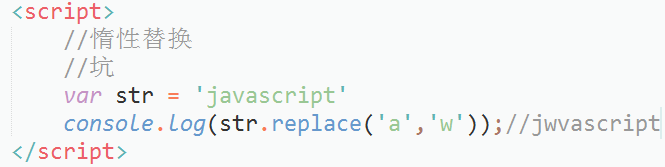 <script>
//惰性替换
//坑
var str = 'javascript'
console.log(str.replace('a','w'));//jwvascript
</script>